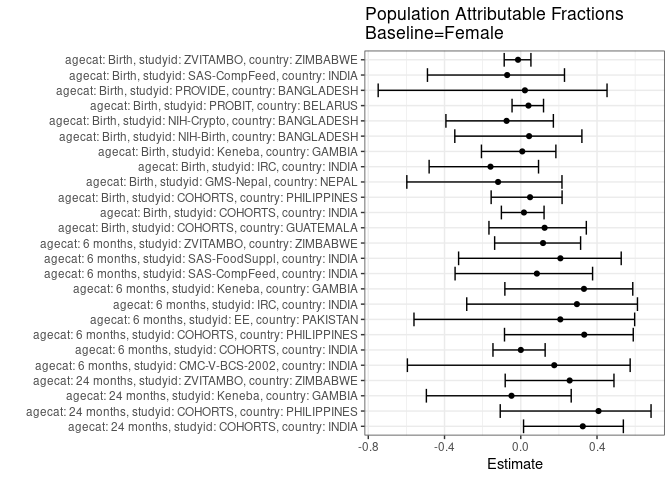 Population Attributable Fractions
Baseline=Female
agecat: Birth, studyid: ZVITAMBO, country: ZIMBABWE
agecat: Birth, studyid: SAS-CompFeed, country: INDIA
agecat: Birth, studyid: PROVIDE, country: BANGLADESH
agecat: Birth, studyid: PROBIT, country: BELARUS
agecat: Birth, studyid: NIH-Crypto, country: BANGLADESH
agecat: Birth, studyid: NIH-Birth, country: BANGLADESH
agecat: Birth, studyid: Keneba, country: GAMBIA
agecat: Birth, studyid: IRC, country: INDIA
agecat: Birth, studyid: GMS-Nepal, country: NEPAL
agecat: Birth, studyid: COHORTS, country: PHILIPPINES
agecat: Birth, studyid: COHORTS, country: INDIA
agecat: Birth, studyid: COHORTS, country: GUATEMALA
agecat: 6 months, studyid: ZVITAMBO, country: ZIMBABWE
agecat: 6 months, studyid: SAS-FoodSuppl, country: INDIA
agecat: 6 months, studyid: SAS-CompFeed, country: INDIA
agecat: 6 months, studyid: Keneba, country: GAMBIA
agecat: 6 months, studyid: IRC, country: INDIA
agecat: 6 months, studyid: EE, country: PAKISTAN
agecat: 6 months, studyid: COHORTS, country: PHILIPPINES
agecat: 6 months, studyid: COHORTS, country: INDIA
agecat: 6 months, studyid: CMC-V-BCS-2002, country: INDIA
agecat: 24 months, studyid: ZVITAMBO, country: ZIMBABWE
agecat: 24 months, studyid: Keneba, country: GAMBIA
agecat: 24 months, studyid: COHORTS, country: PHILIPPINES
agecat: 24 months, studyid: COHORTS, country: INDIA
-0.8 -0.4 0.0 0.4
Estimate